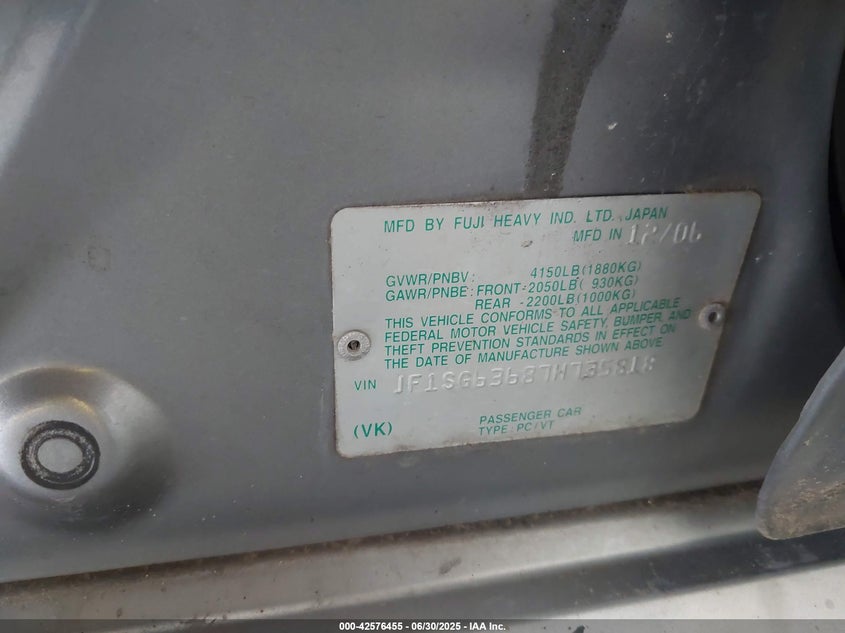 MFD BY FUJI HEAVY IND. LTD. JAPAN
MFD IN 12/06
GVWR/PNBV: 4150LB(1880KG)
GAWR/PNBE: FRONT-2050LB( 930KG)
REAR -2200LB(1000KG)
THIS VEHICLE CONFORMS TO ALL APPLICABLE
FEDERAL MOTOR VEHICLE SAFETY, BUMPER, AND
THEFT PREVENTION STANDARDS IN EFFECT ON
THE DATE OF MANUFACTURE SHOWN ABOVE
VIN
(VK)
PASSENGER CAR
TYPE: PC/VT
000-42576455 - 06/30/2025 - IAA Inc.